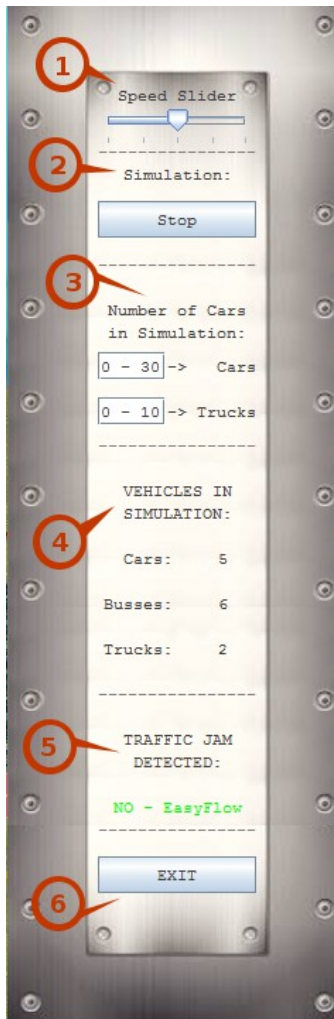 1
Speed Slider
2
Simulation:
Stop
3
Number of Cars
in Simulation:
0 - 30 -> Cars
0 - 10 -> Trucks
4
VEHICLES IN
SIMULATION:
Cars: 5
Busses: 6
Trucks: 2
5
TRAFFIC JAM
DETECTED:
NO - EasyFlow
EXIT
6